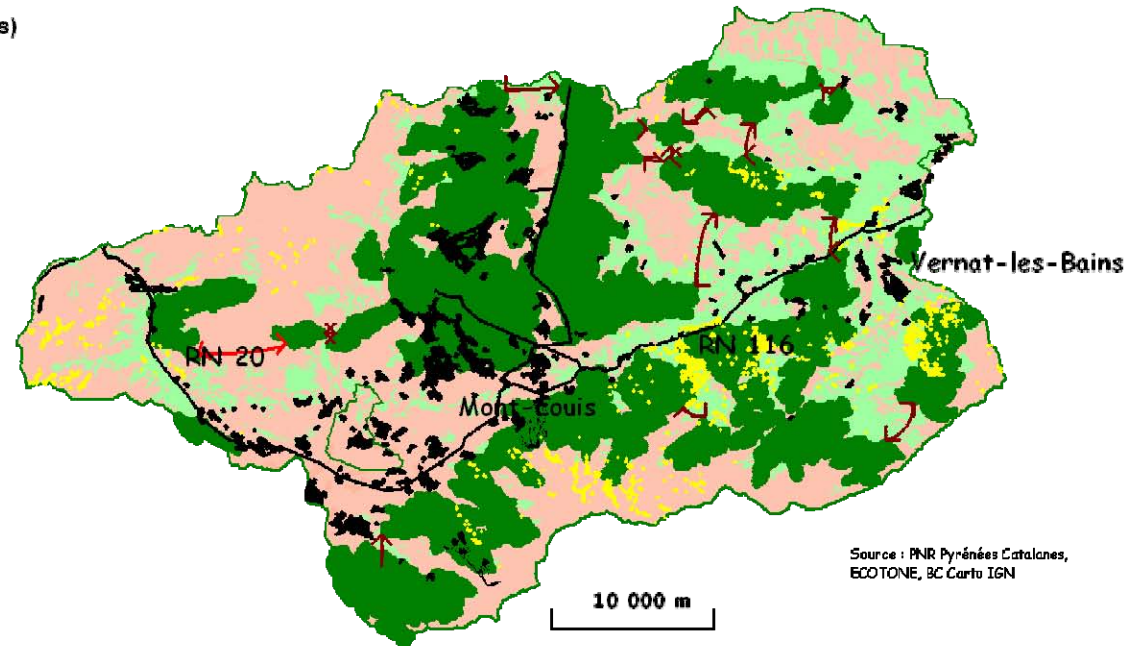 s)
Vernat-les-Bains
RN 116
RN 20
Mont-Louis
Source : PNR Pyrénées Catalanes,
ECOTONE, BC Carto IGN
10 000 m